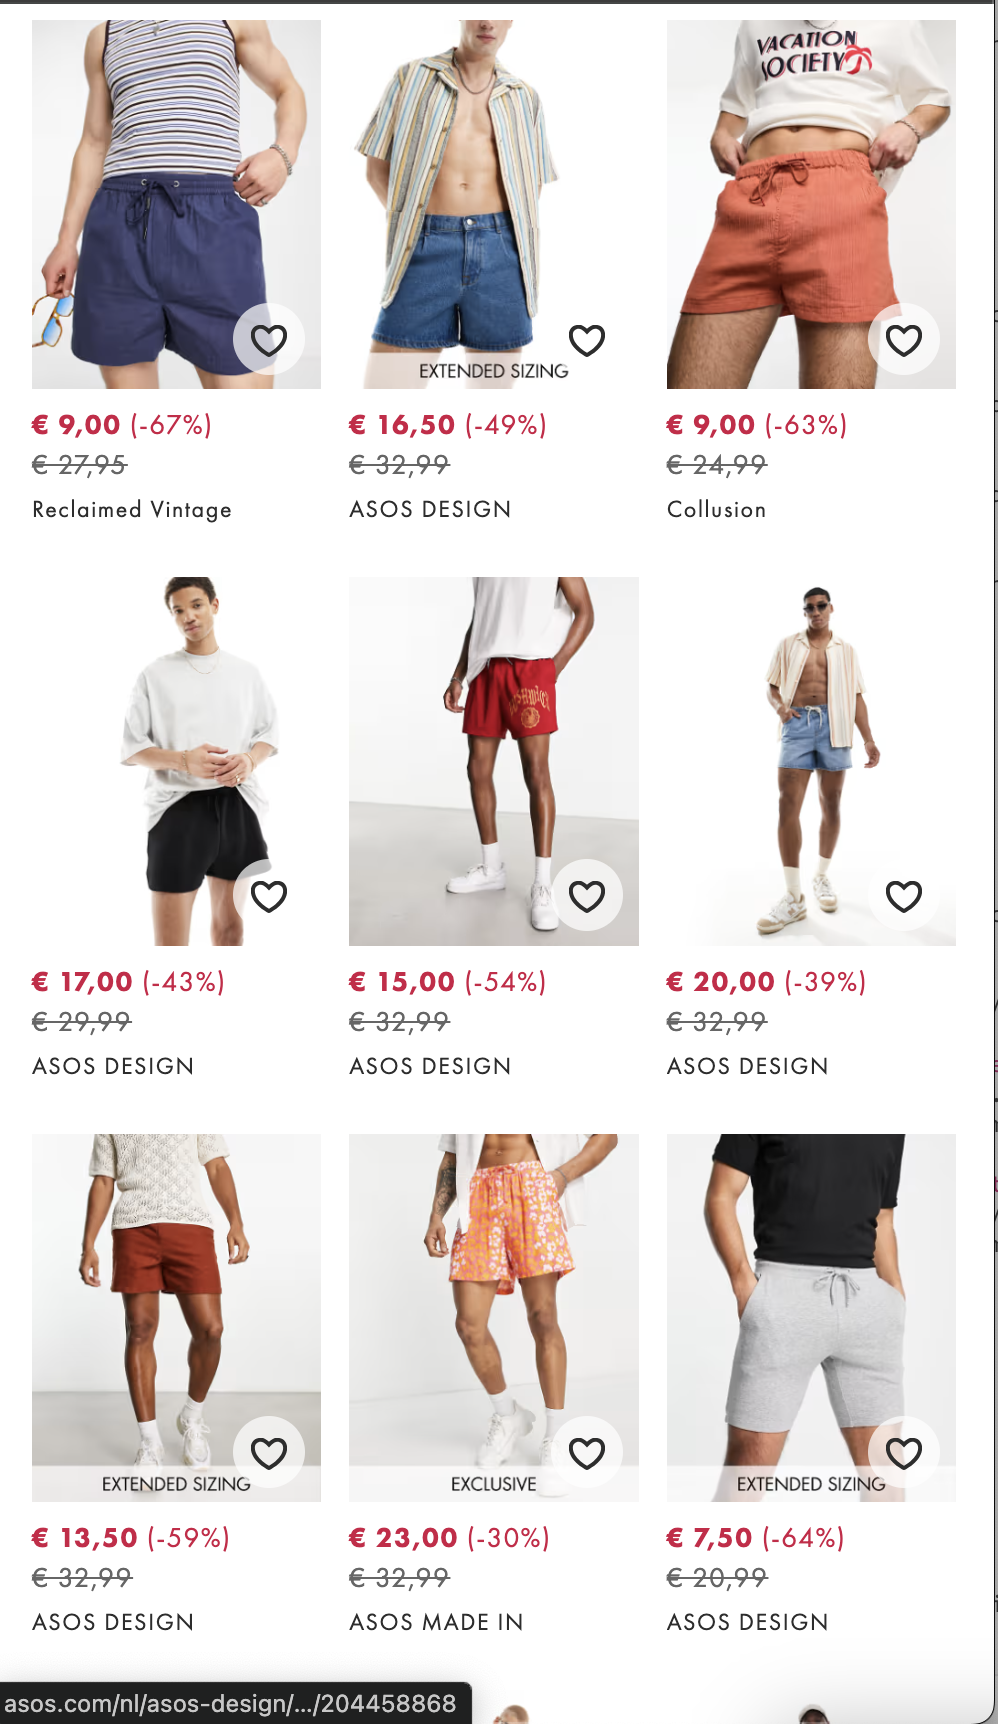 VACATION
SOCIETY
EXTENDED SIZING
€ 9,00 (-67%)
€ 27,95
Reclaimed Vintage
€ 16,50 (-49%)
€ 32,99
ASOS DESIGN
€ 9,00 (-63%)
€ 24,99
Collusion
€ 17,00 (-43%)
€ 29,99
ASOS DESIGN
€ 15,00 (-54%)
€ 32,99
ASOS DESIGN
€ 20,00 (-39%)
€ 32,99
ASOS DESIGN
EXTENDED SIZING
EXCLUSIVE
EXTENDED SIZING
€ 13,50 (-59%)
€ 32,99
ASOS DESIGN
€ 23,00 (-30%)
€ 32,99
ASOS MADE IN
€ 7,50 (-64%)
€ 20,99
ASOS DESIGN
asos.com/nl/asos-design/.../204458868